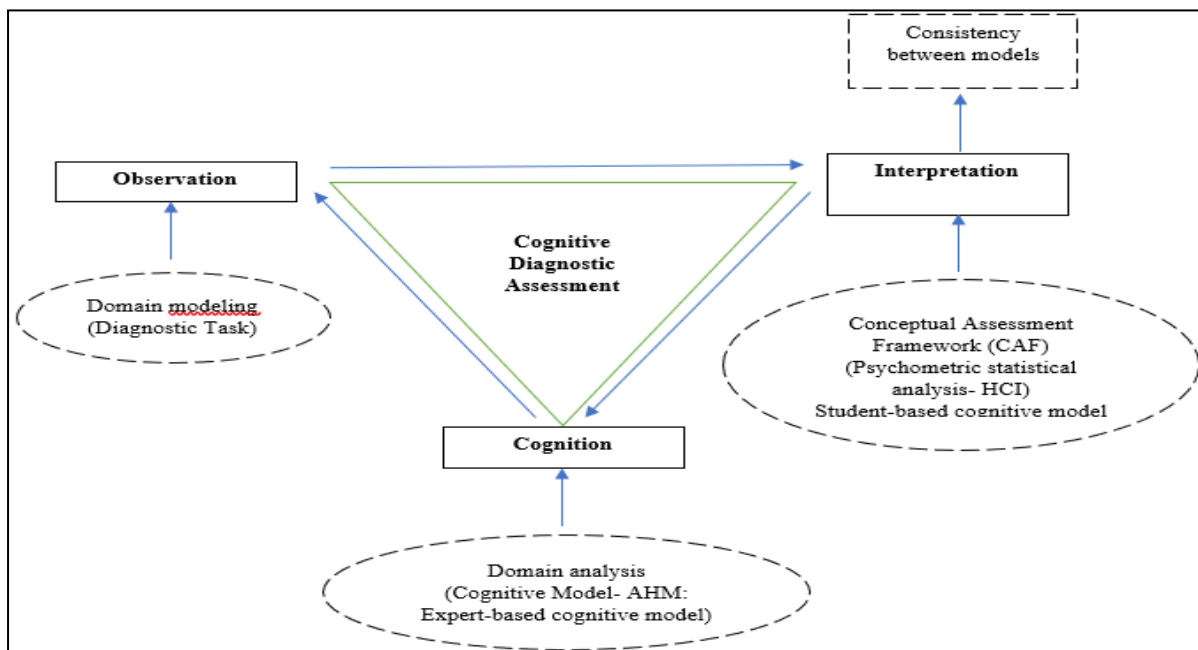 Consistency
between models
Observation
Interpretation
Cognitive
Diagnostic
Assessment
Domain modeling
(Diagnostic Task)
Conceptual Assessment
Framework (CAF)
(Psychometric statistical
analysis- HCI)
Student-based cognitive model
Cognition
Domain analysis
(Cognitive Model- AHM:
Expert-based cognitive model)